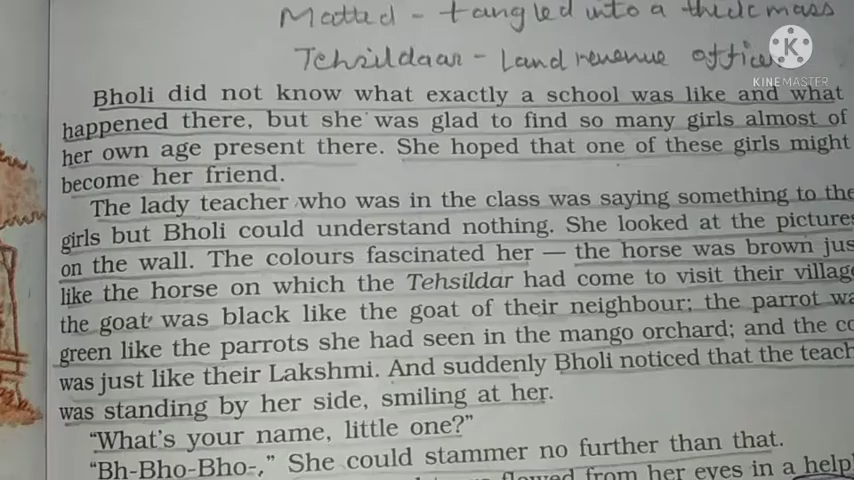 Matted - tangled into a thick mass
Tehsildaar - Land revenue officer
KINEMASTER
Bholi did not know what exactly a school was like and what
happened there, but she was glad to find so many girls almost of
her own age present there. She hoped that one of these girls might
become her friend.
The lady teacher who was in the class was saying something to the
girls but Bholi could understand nothing. She looked at the pictures
on the wall. The colours fascinated her — the horse was brown jus
like the horse on which the Tehsildar had come to visit their village
the goat was black like the goat of their neighbour; the parrot wa
green like the parrots she had seen in the mango orchard; and the co
was just like their Lakshmi. And suddenly Bholi noticed that the teach
was standing by her side, smiling at her.
“What's your name, little one?”
“Bh-Bho-Bho-,” She could stammer no further than that.
flowed from her eyes in a help